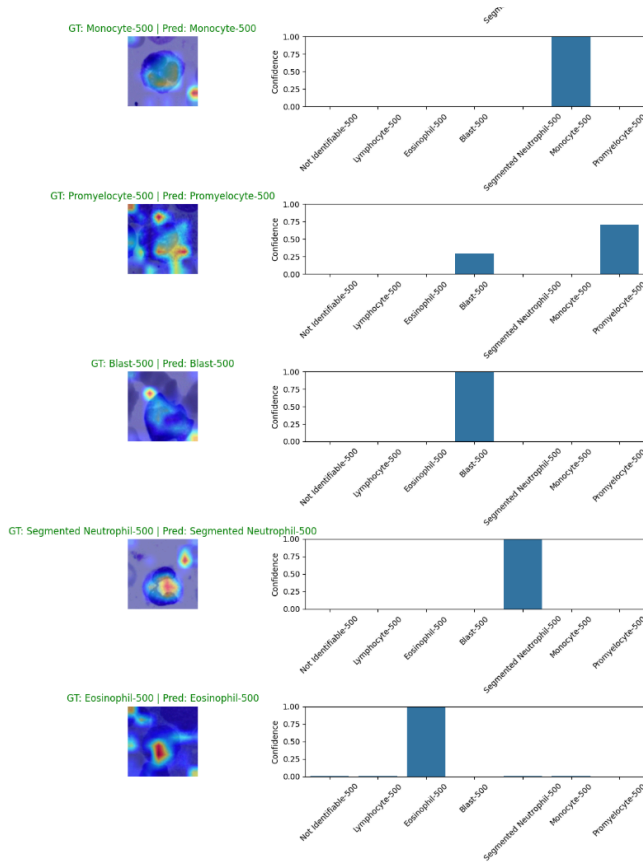 Segm
GT: Monocyte-500 | Pred: Monocyte-500
1.00
0.75
0.50
0.25
0.00
Confidence
Not Identifiable-500
Lymphocyte-500
Eosinophil-500
Blast-500
Segmented Neutrophil-500
Monocyte-500
Promyelocyte-500
GT: Promyelocyte-500 | Pred: Promyelocyte-500
1.00
0.75
0.50
0.25
0.00
Confidence
Not Identifiable-500
Lymphocyte-500
Eosinophil-500
Blast-500
Segmented Neutrophil-500
Monocyte-500
Promyelocyte-500
GT: Blast-500 | Pred: Blast-500
1.00
0.75
0.50
0.25
0.00
Confidence
Not Identifiable-500
Lymphocyte-500
Eosinophil-500
Blast-500
Segmented Neutrophil-500
Monocyte-500
Promyelocyte-500
GT: Segmented Neutrophil-500 | Pred: Segmented Neutrophil-500
1.00
0.75
0.50
0.25
0.00
Confidence
Not Identifiable-500
Lymphocyte-500
Eosinophil-500
Blast-500
Segmented Neutrophil-500
Monocyte-500
Promyelocyte-500
GT: Eosinophil-500 | Pred: Eosinophil-500
1.00
0.75
0.50
0.25
0.00
Confidence
Not Identifiable-500
Lymphocyte-500
Eosinophil-500
Blast-500
Segmented Neutrophil-500
Monocyte-500
Promyelocyte-500